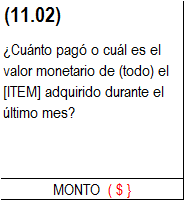 (11.02)
¿Cuánto pagó o cuál es el
valor monetario de (todo) el
[ITEM] adquirido durante el
último mes?
MONTO ( $ }